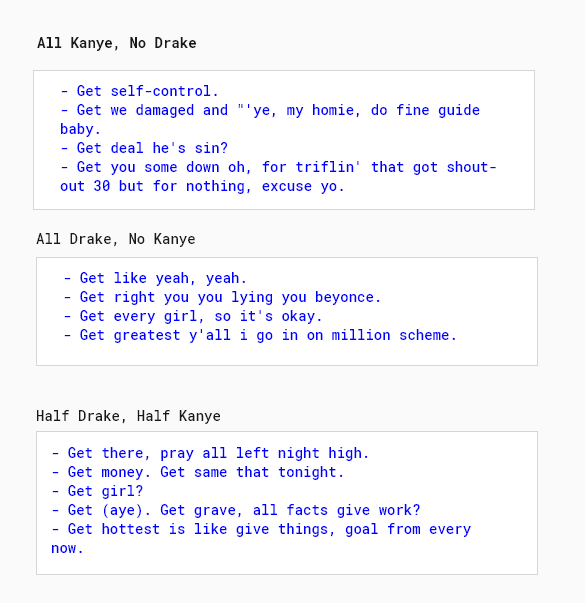 All Kanye, No Drake
- Get self-control.
- Get we damaged and "'ye, my homie, do fine guide
baby.
- Get deal he's sin?
- Get you some down oh, for triflin' that got shout-
out 30 but for nothing, excuse yo.
All Drake, No Kanye
- Get like yeah, yeah.
- Get right you you lying you beyonce.
- Get every girl, so it's okay.
- Get greatest y'all i go in on million scheme.
Half Drake, Half Kanye
- Get there, pray all left night high.
- Get money. Get same that tonight.
- Get girl?
- Get (aye). Get grave, all facts give work?
- Get hottest is like give things, goal from every
now.